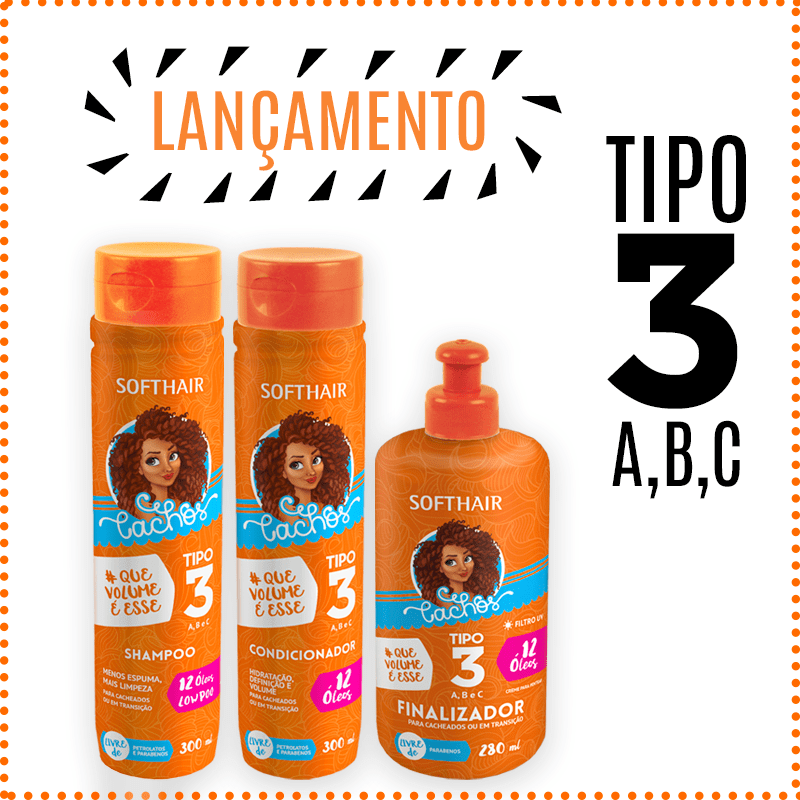 LANÇAMENTO
TIPO
3
A,B,C
SOFTHAIR
Cachos
#QUE
VOLUME
É ESSE
TIPO
3
A, B e C
SHAMPOO
MENOS ESPUMA,
MAIS LIMPEZA
PARA CACHEADOS
OU EM TRANSIÇÃO
12 Óleos
LOW POO
LIVRE
de
PETROLATOS
E PARABENOS
300 ml
SOFTHAIR
Cachos
#QUE
VOLUME
É ESSE
TIPO
3
A, B e C
CONDICIONADOR
HIDRATAÇÃO,
DEFINIÇÃO E
VOLUME
PARA CACHEADOS
OU EM TRANSIÇÃO
12
Óleos
LIVRE
de
PETROLATOS
E PARABENOS
300 ml
SOFTHAIR
Cachos
FILTRO UV
#QUE
VOLUME
É ESSE
TIPO
3
A, B e C
12
Óleos
CREME PARA PENTEAR
FINALIZADOR
PARA CACHEADOS OU EM TRANSIÇÃO
LIVRE
de
PARABENOS
280 ml